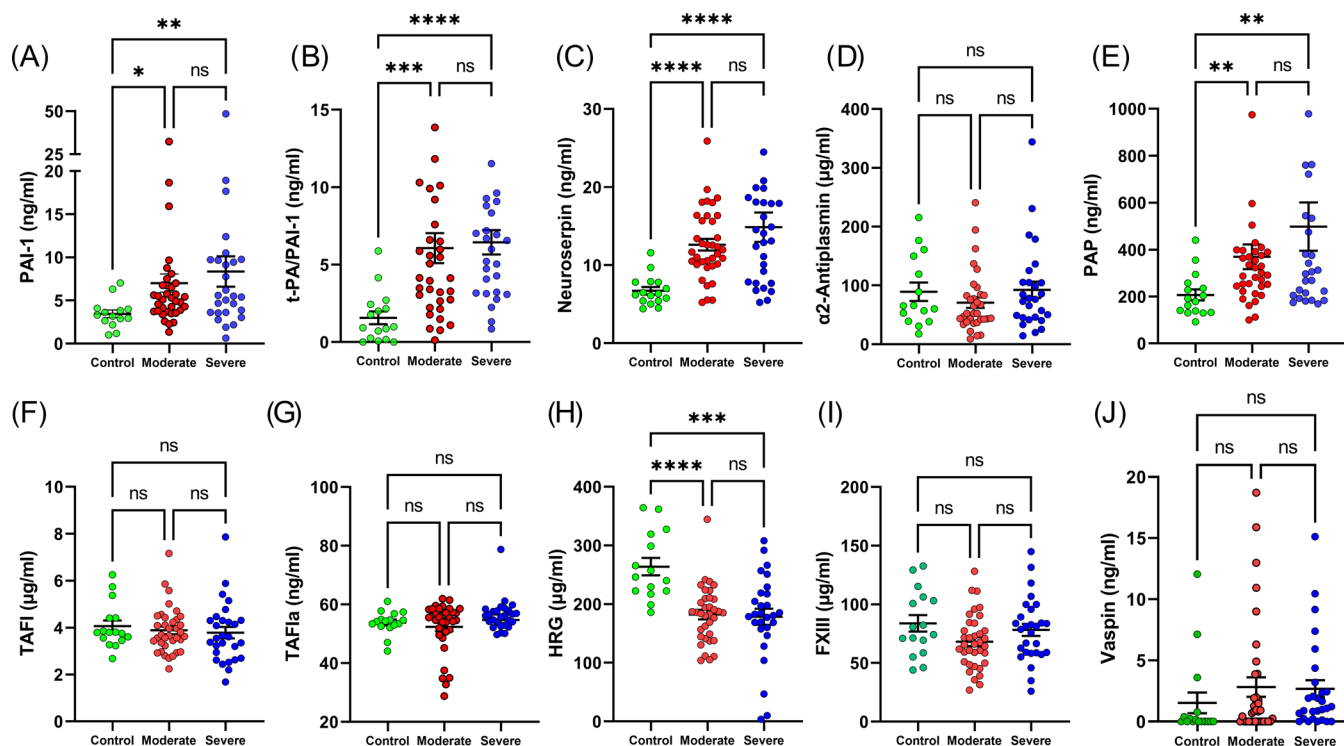 (A)
**
*
ns
PAI-1 (ng/ml)
50
25
20
15
10
5
0
Control Moderate Severe
(B)
****
***
ns
t-PA/PAI-1 (ng/ml)
15
10
5
0
Control Moderate Severe
(C)
****
****
ns
Neuroserpin (ng/ml)
30
20
10
0
Control Moderate Severe
(D)
ns
ns
ns
α2-Antiplasmin (µg/ml)
400
300
200
100
0
Control Moderate Severe
(E)
**
**
ns
PAP (ng/ml)
1000
800
600
400
200
0
Control Moderate Severe
(F)
ns
ns
ns
TAFI (µg/ml)
10
8
6
4
2
0
Control Moderate Severe
(G)
ns
ns
ns
TAFIa (ng/ml)
100
80
60
40
20
Control Moderate Severe
(H)
***
****
ns
HRG (µg/ml)
400
300
200
100
0
Control Moderate Severe
(I)
ns
ns
ns
FXIII (µg/ml)
200
150
100
50
0
Control Moderate Severe
(J)
ns
ns
ns
Vaspin (ng/ml)
20
15
10
5
0
Control Moderate Severe